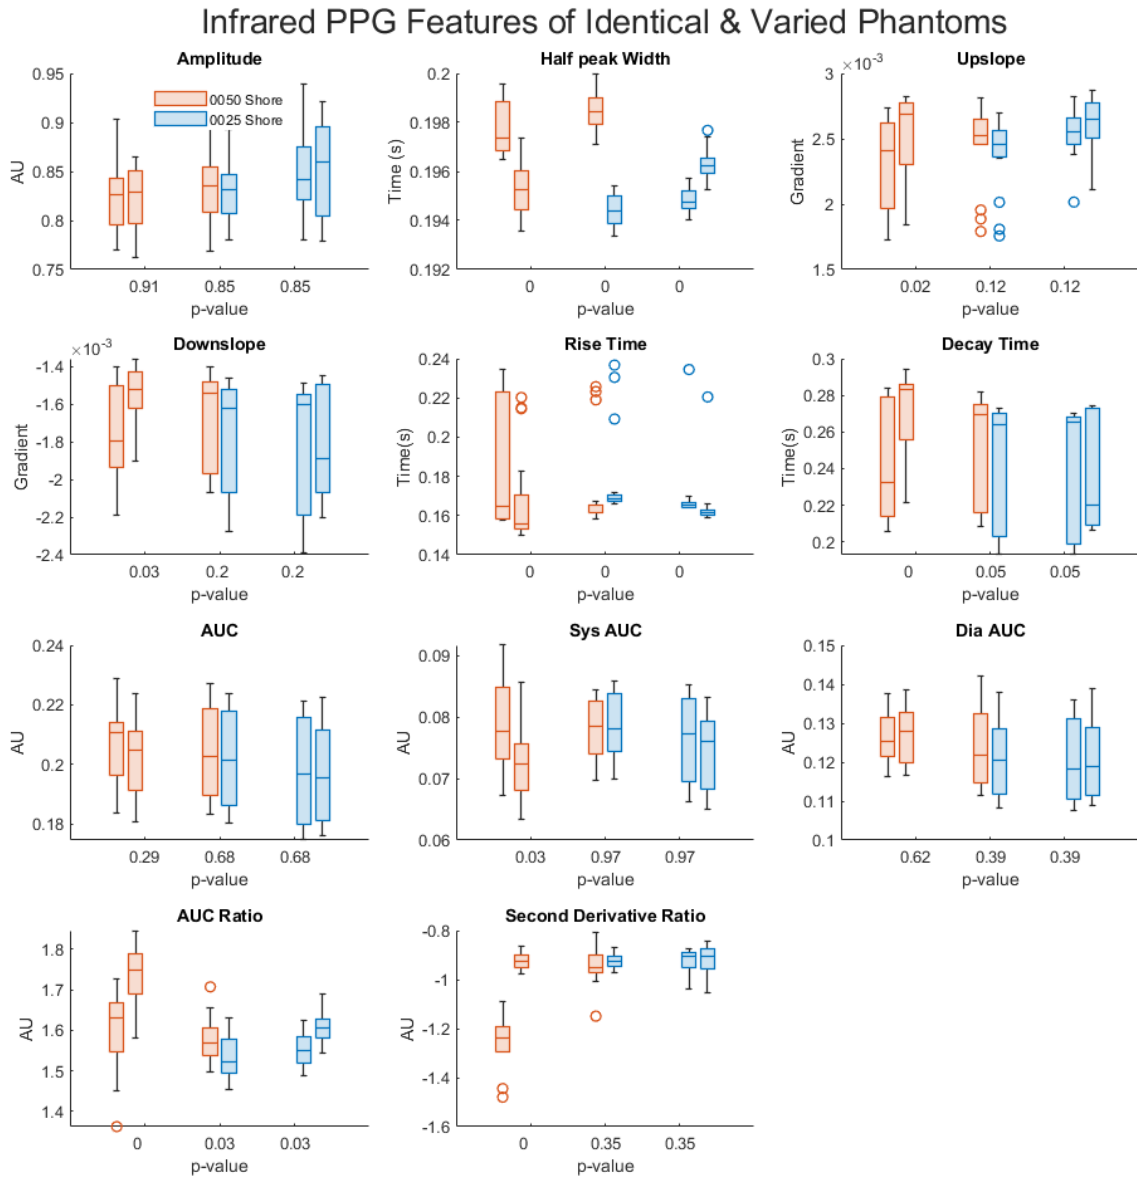 Infrared PPG Features of Identical & Varied Phantoms
Amplitude
0.95
0.9
0.85
0.8
0.75
AU
0050 Shore
0025 Shore
0.91 0.85 0.85
p-value
Half peak Width
0.2
0.198
0.196
0.194
0.192
Time (s)
0 0 0
p-value
Upslope
×10⁻³
3
2.5
2
1.5
Gradient
0.02 0.12 0.12
p-value
Downslope
×10⁻³
-1.4
-1.6
-1.8
-2
-2.2
-2.4
Gradient
0.03 0.2 0.2
p-value
Rise Time
0.24
0.22
0.2
0.18
0.16
0.14
Time(s)
0 0 0
p-value
Decay Time
0.3
0.28
0.26
0.24
0.22
0.2
Time(s)
0 0.05 0.05
p-value
AUC
0.24
0.22
0.2
0.18
AU
0.29 0.68 0.68
p-value
Sys AUC
0.09
0.08
0.07
0.06
AU
0.03 0.97 0.97
p-value
Dia AUC
0.15
0.14
0.13
0.12
0.11
0.1
AU
0.62 0.39 0.39
p-value
AUC Ratio
1.8
1.7
1.6
1.5
1.4
AU
0 0.03 0.03
p-value
Second Derivative Ratio
-0.8
-1
-1.2
-1.4
-1.6
AU
0 0.35 0.35
p-value